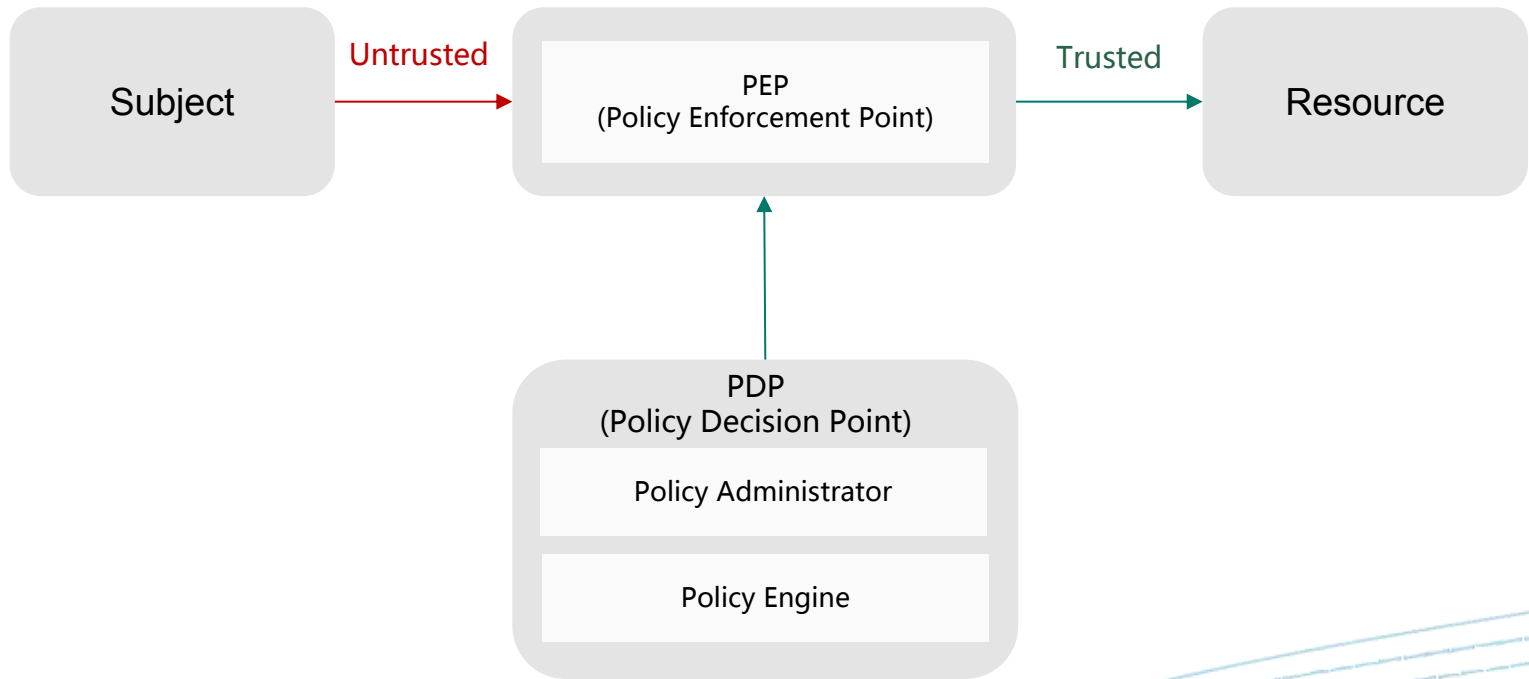 Subject
Untrusted
PEP
(Policy Enforcement Point)
Trusted
Resource
PDP
(Policy Decision Point)
Policy Administrator
Policy Engine